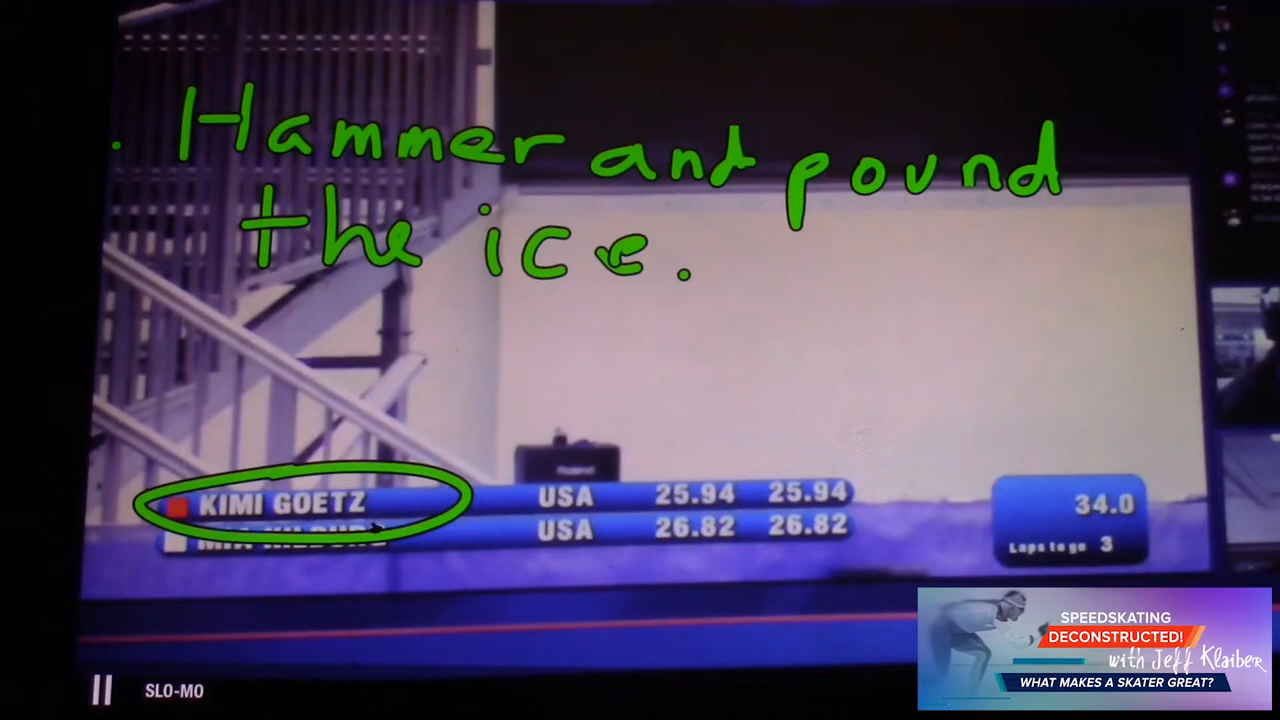 . Hammer and pound
the ice.
Roland
KIMI GOETZ USA 25.94 25.94
USA 26.82 26.82
34.0
Laps to go 3
SPEEDSKATING
DECONSTRUCTED!
with Jeff Klaiber
WHAT MAKES A SKATER GREAT?
SLO-MO